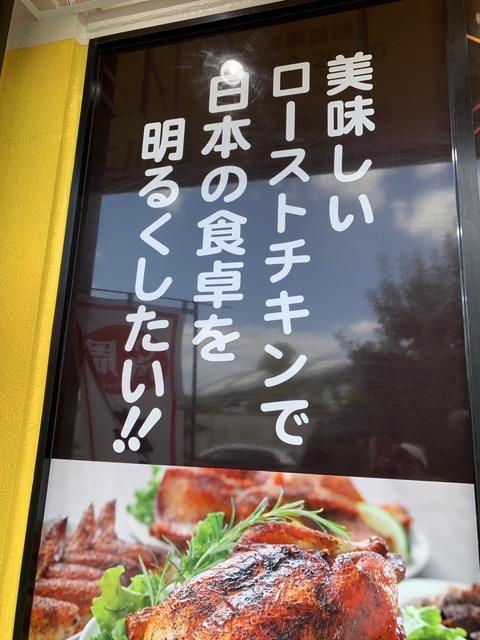 美味しい
ローストチキンで
日本の食卓を
明るくしたい!!